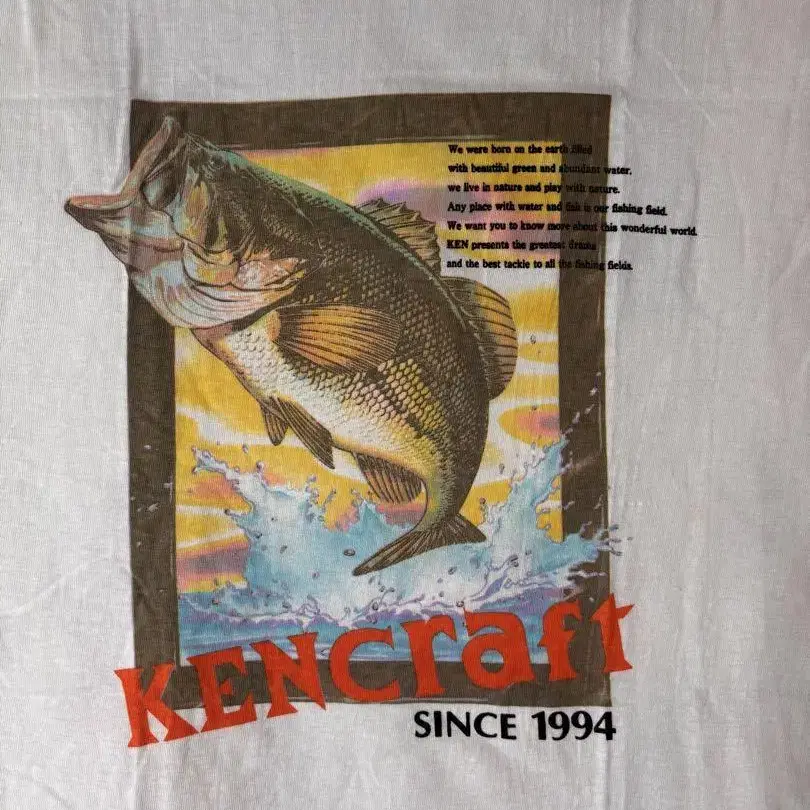 We were born on the earth filled
with beautiful green and abundant water.
we live in nature and play with nature.
Any place with water and fish is our fishing field.
We want you to know more about this wonderful world.
KEN presents the greatest drama
and the best tackle to all the fishing fields.
KENCraft
SINCE 1994